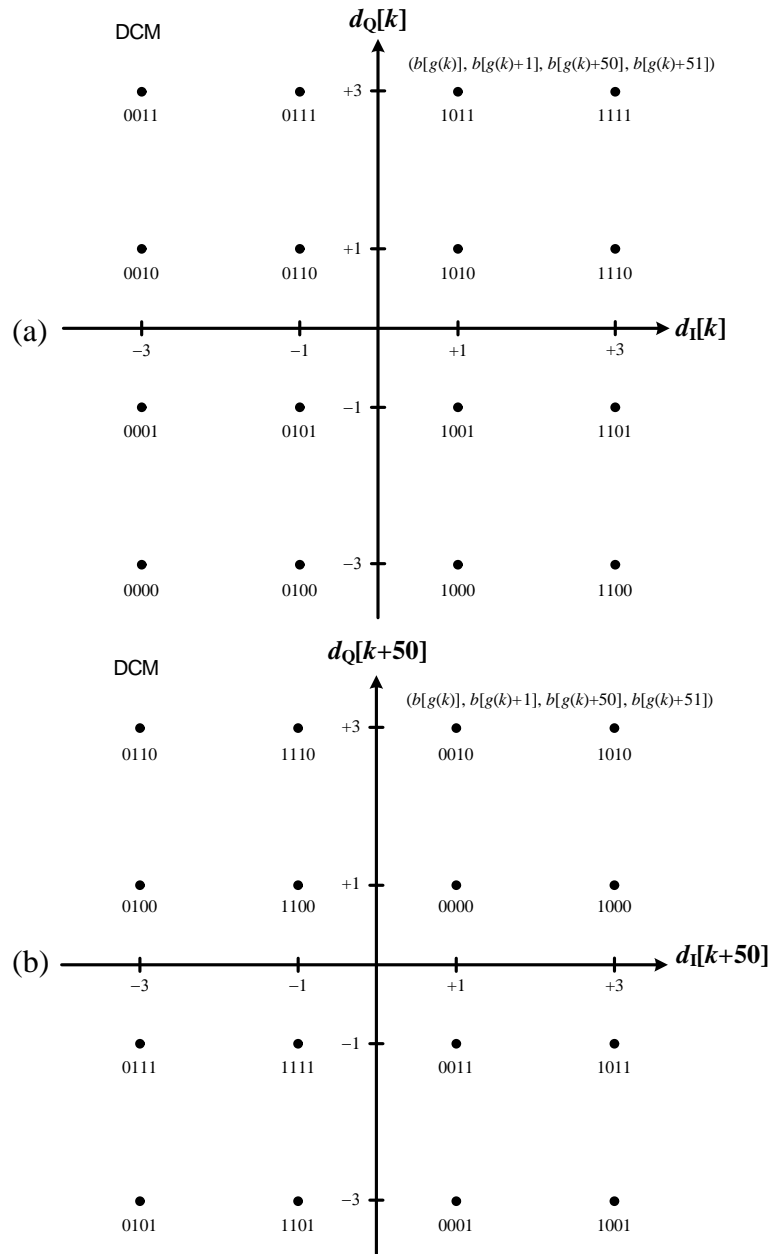 DCM
d_Q[k]
(b[g(k)], b[g(k)+1], b[g(k)+50], b[g(k)+51])
+3
0011 0111 1011 1111
+1
0010 0110 1010 1110
(a)
d_I[k]
−3 −1 +1 +3
−1
0001 0101 1001 1101
−3
0000 0100 1000 1100
DCM
d_Q[k+50]
(b[g(k)], b[g(k)+1], b[g(k)+50], b[g(k)+51])
+3
0110 1110 0010 1010
+1
0100 1100 0000 1000
(b)
d_I[k+50]
−3 −1 +1 +3
−1
0111 1111 0011 1011
−3
0101 1101 0001 1001